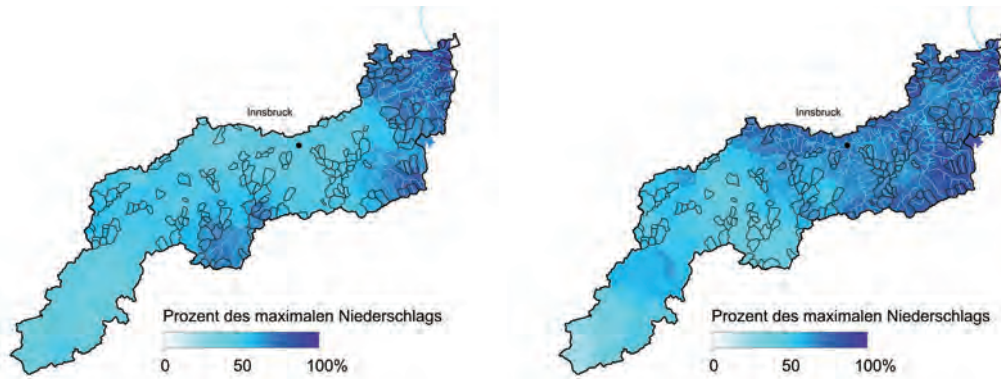 Innsbruck
Prozent des maximalen Niederschlags
0 50 100%
Innsbruck
Prozent des maximalen Niederschlags
0 50 100%